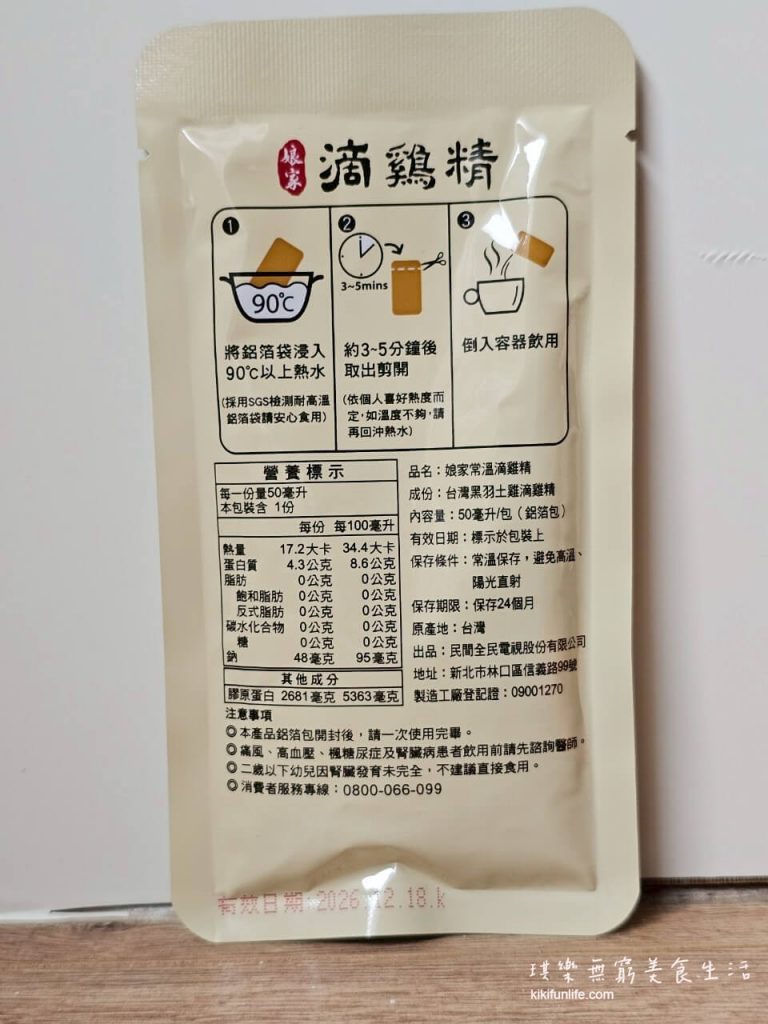 娘家 滴鷄精
1 2 3
90℃
3~5mins
將鋁箔袋浸入
90℃以上熱水
(採用SGS檢測耐高溫
鋁箔袋請安心食用)
約3~5分鐘後
取出剪開
(依個人喜好熱度而
定，如溫度不夠，請
再回沖熱水)
倒入容器飲用
營養標示
每一份量50毫升
本包裝含 1份
每份 每100毫升
熱量 17.2大卡 34.4大卡
蛋白質 4.3公克 8.6公克
脂肪 0公克 0公克
飽和脂肪 0公克 0公克
反式脂肪 0公克 0公克
碳水化合物 0公克 0公克
糖 0公克 0公克
鈉 48毫克 95毫克
其他成分
膠原蛋白 2681毫克 5363毫克
品名：娘家常溫滴雞精
成份：台灣黑羽土雞滴雞精
內容量：50毫升/包（鋁箔包）
有效日期：標示於包裝上
保存條件：常溫保存，避免高溫、
陽光直射
保存期限：保存24個月
原產地：台灣
出品：民間全民電視股份有限公司
地址：新北市林口區信義路99號
製造工廠登記證：09001270
注意事項
◎本產品鋁箔包開封後，請一次使用完畢。
◎痛風、高血壓、楓糖尿症及腎臟病患者飲用前請先諮詢醫師。
◎二歲以下幼兒因腎臟發育未完全，不建議直接食用。
◎消費者服務專線：0800-066-099
有效日期 2026.12.18.k
琪樂無窮美食生活
kikifunlife.com